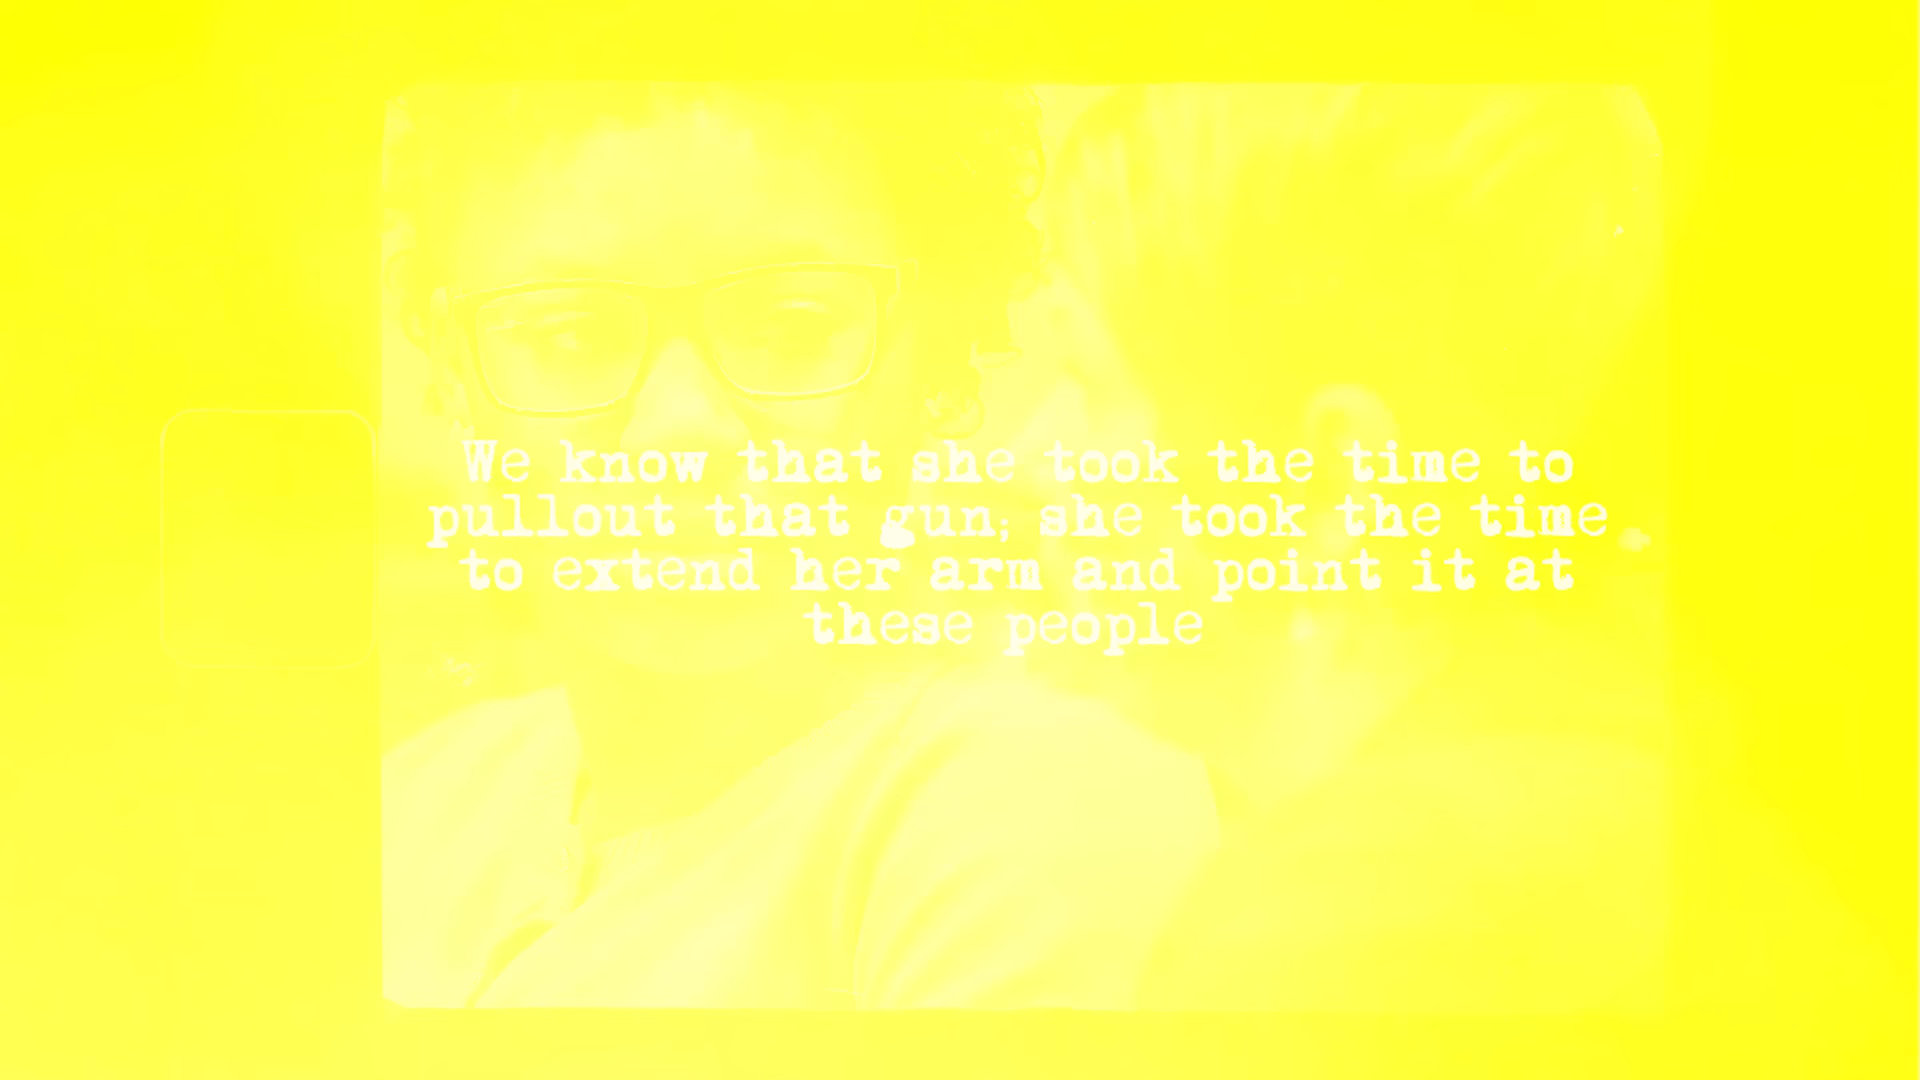 We know that she took the time to
pullout that gun; she took the time
to extend her arm and point it at
these people